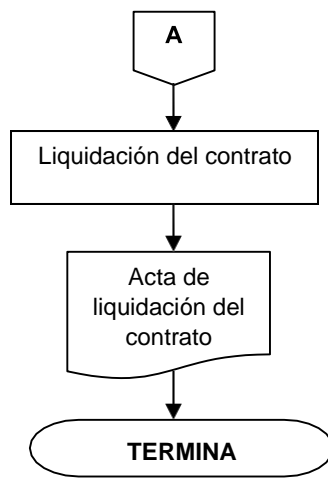 A
Liquidación del contrato
Acta de
liquidación del
contrato
TERMINA